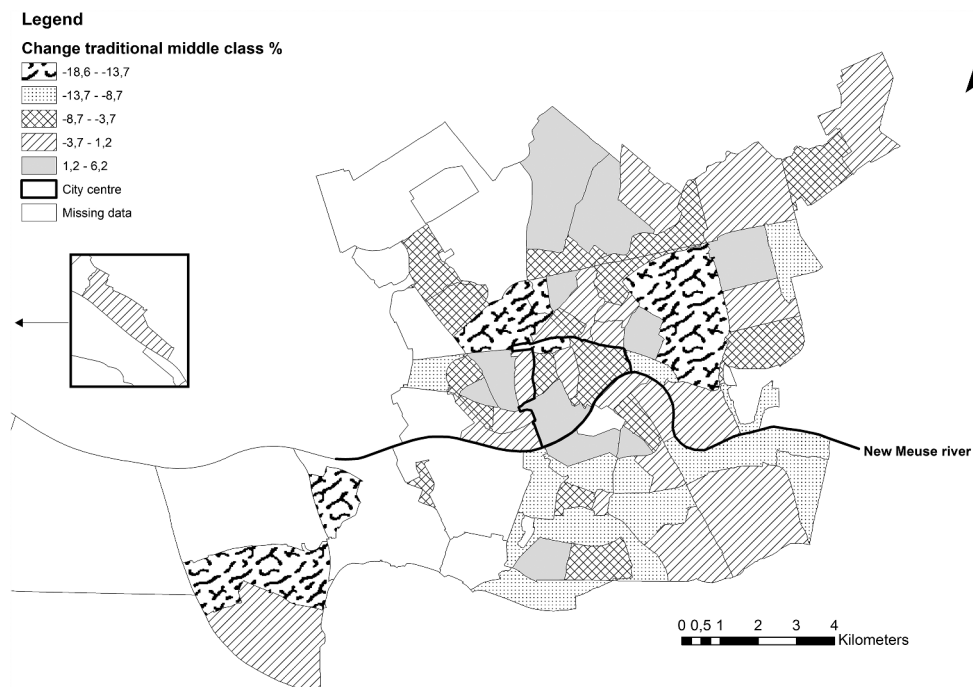 Legend
Change traditional middle class %
-18,6 - -13,7
-13,7 - -8,7
-8,7 - -3,7
-3,7 - 1,2
1,2 - 6,2
City centre
Missing data
New Meuse river
0 0,5 1 2 3 4
Kilometers